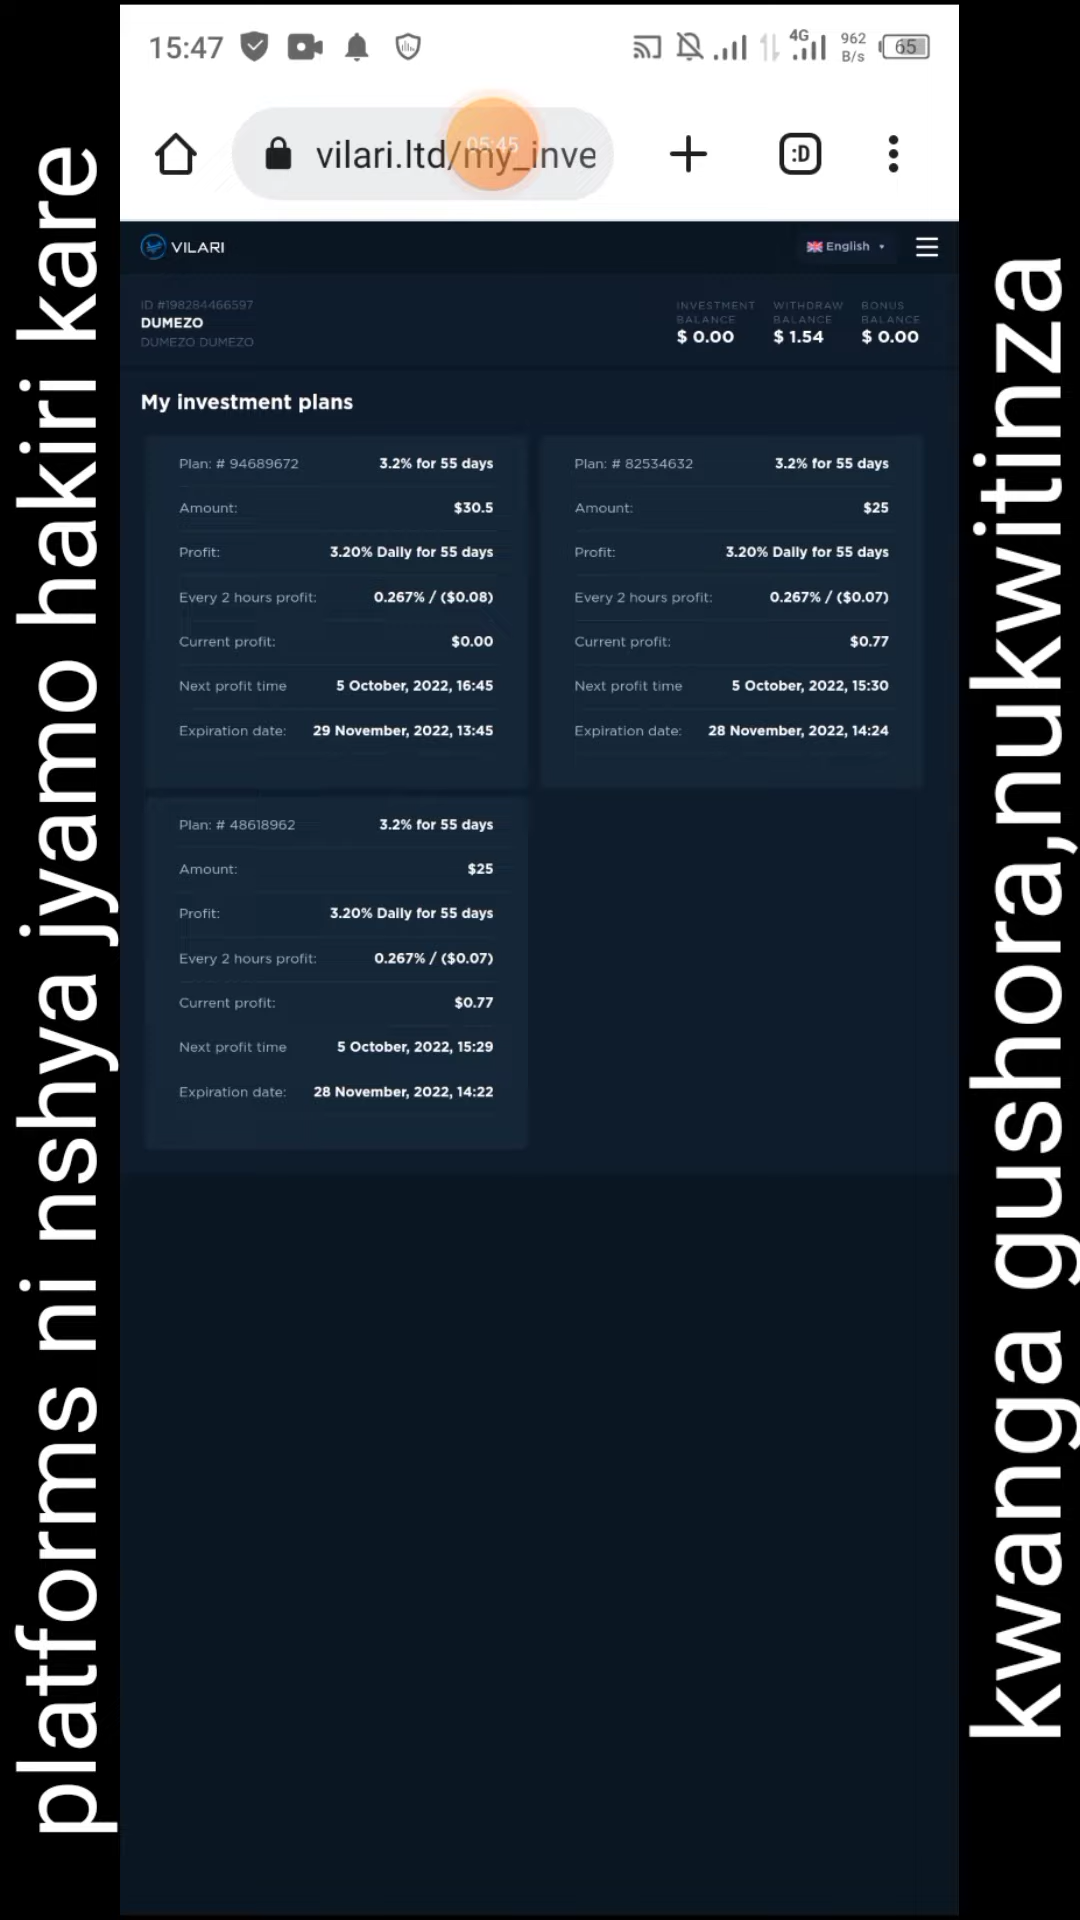 platforms ni nshya jyamo hakiri kare
15:47
4G
962
B/s
65
vilari.ltd/my_inve
05:45
:D
VILARI
English
ID #198284466597
DUMEZO
DUMEZO DUMEZO
INVESTMENT BALANCE
$ 0.00
WITHDRAW BALANCE
$ 1.54
BONUS BALANCE
$ 0.00
My investment plans
Plan: # 94689672 3.2% for 55 days
Amount: $30.5
Profit: 3.20% Daily for 55 days
Every 2 hours profit: 0.267% / ($0.08)
Current profit: $0.00
Next profit time 5 October, 2022, 16:45
Expiration date: 29 November, 2022, 13:45
Plan: # 82534632 3.2% for 55 days
Amount: $25
Profit: 3.20% Daily for 55 days
Every 2 hours profit: 0.267% / ($0.07)
Current profit: $0.77
Next profit time 5 October, 2022, 15:30
Expiration date: 28 November, 2022, 14:24
Plan: # 48618962 3.2% for 55 days
Amount: $25
Profit: 3.20% Daily for 55 days
Every 2 hours profit: 0.267% / ($0.07)
Current profit: $0.77
Next profit time 5 October, 2022, 15:29
Expiration date: 28 November, 2022, 14:22
kwanga gushora,nukwitinza